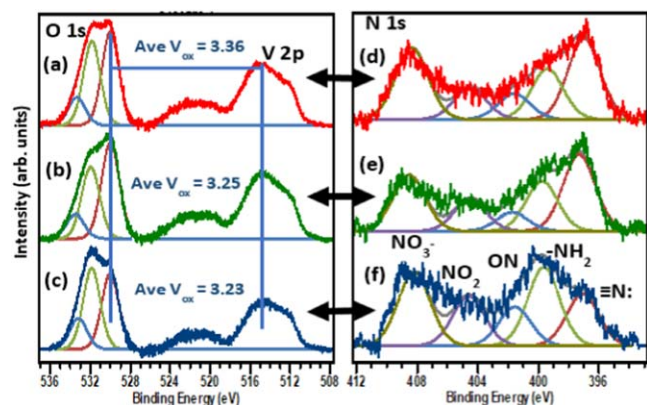 O 1s
(a)
Ave Vox = 3.36
V 2p
(b)
Ave Vox = 3.25
(c)
Ave Vox = 3.23
Intensity (arb. units)
536 532 528 524 520 516 512 508
Binding Energy (eV)
N 1s
(d)
(e)
NO3-
NO2
ON
-NH2
≡N:
(f)
412 408 404 400 396
Binding Energy (eV)